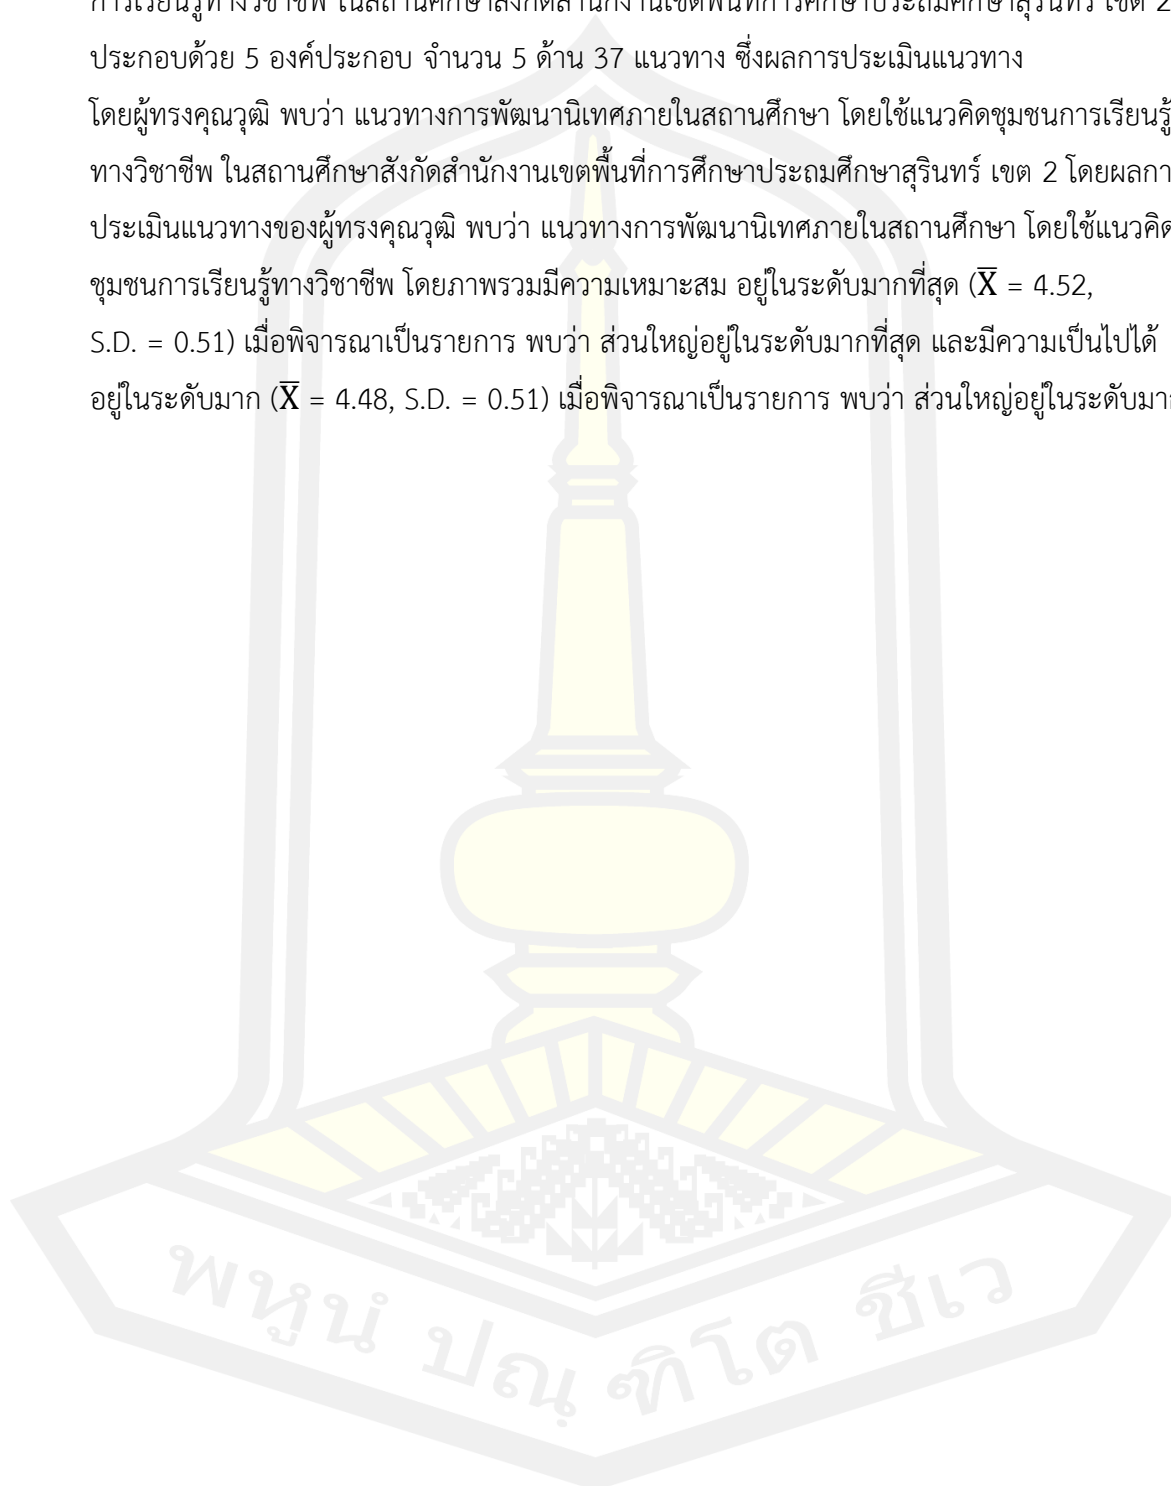 การเรียนรู้ทางวิชาชีพ ในสถานศึกษาสังกัดสำนักงานเขตพื้นที่การศึกษาประถมศึกษาสุรินทร์ เขต 2
ประกอบด้วย 5 องค์ประกอบ จำนวน 5 ด้าน 37 แนวทาง ซึ่งผลการประเมินแนวทาง
โดยผู้ทรงคุณวุฒิ พบว่า แนวทางการพัฒนานิเทศภายในสถานศึกษา โดยใช้แนวคิดชุมชนการเรียนรู้
ทางวิชาชีพ ในสถานศึกษาสังกัดสำนักงานเขตพื้นที่การศึกษาประถมศึกษาสุรินทร์ เขต 2 โดยผลกา
ประเมินแนวทางของผู้ทรงคุณวุฒิ พบว่า แนวทางการพัฒนานิเทศภายในสถานศึกษา โดยใช้แนวคิด
ชุมชนการเรียนรู้ทางวิชาชีพ โดยภาพรวมมีความเหมาะสม อยู่ในระดับมากที่สุด (X̅ = 4.52,
S.D. = 0.51) เมื่อพิจารณาเป็นรายการ พบว่า ส่วนใหญ่อยู่ในระดับมากที่สุด และมีความเป็นไปได้
อยู่ในระดับมาก (X̅ = 4.48, S.D. = 0.51) เมื่อพิจารณาเป็นรายการ พบว่า ส่วนใหญ่อยู่ในระดับมาก
พหูนํ ปณฺฑิโต ชีเว